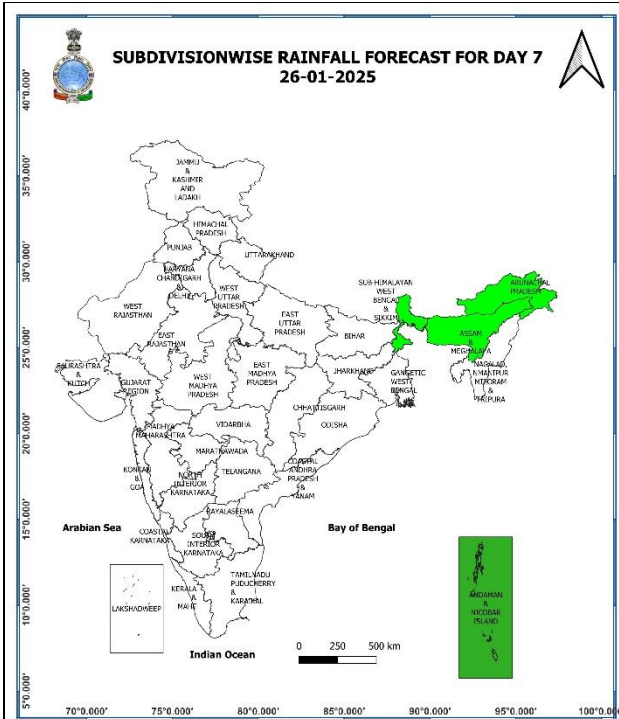 SUBDIVISIONWISE RAINFALL FORECAST FOR DAY 7
26-01-2025
40°0.000'
35°0.000'
30°0.000'
25°0.000'
20°0.000'
15°0.000'
10°0.000'
5°0.000'
JAMMU
&
KASHMIR
AND
LADAKH
HIMACHAL
PRADESH
PUNJAB
UTTARAKHAND
HARYANA
CHANDIGARH
&
DELHI
WEST
UTTAR
PRADESH
WEST
RAJASTHAN
EAST
RAJASTHAN
EAST
UTTAR
PRADESH
SUB-HIMALAYAN
WEST
BENGAL
&
SIKKIM
ARUNACHAL
PRADESH
BIHAR
ASSAM
&
MEGHALAYA
SAURASHTRA
&
KUTCH
GUJARAT
REGION
WEST
MADHYA
PRADESH
EAST
MADHYA
PRADESH
JHARKHAND
GANGETIC
WEST
BENGAL
MIZORAM
&
TRIPURA
CHHATTISGARH
ODISHA
MADHYA
MAHARASHTRA
VIDARBHA
MARATHWADA
KONKAN
&
GOA
NORTH
INTERIOR
KARNATAKA
TELANGANA
COASTAL
ANDHRA
PRADESH
&
YANAM
RAYALASEEMA
Arabian Sea
Bay of Bengal
COASTAL
KARNATAKA
SOUTH
INTERIOR
KARNATAKA
LAKSHADWEEP
KERALA
&
MAHE
TAMILNADU
PUDUCHERRY
&
KARAIKAL
ANDAMAN
&
NICOBAR
ISLAND
Indian Ocean
0 250 500 km
70°0.000' 75°0.000' 80°0.000' 85°0.000' 90°0.000' 95°0.000'